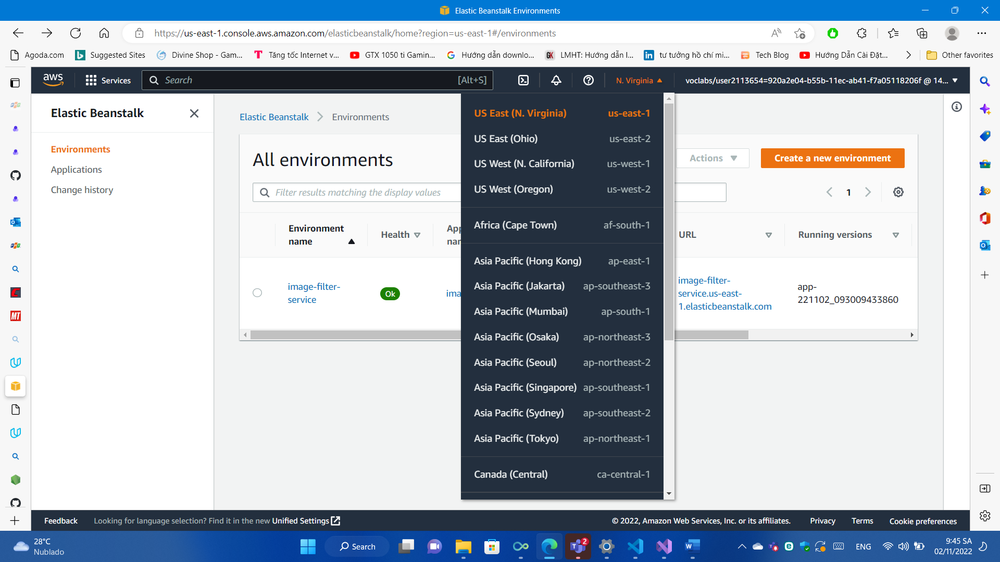 Elastic Beanstalk Environments
https://us-east-1.console.aws.amazon.com/elasticbeanstalk/home?region=us-east-1#/environments
Agoda.com
Suggested Sites
Divine Shop - Gam...
Tăng tốc Internet v...
GTX 1050 ti Gamin...
Hướng dẫn downlo...
LMHT: Hướng dẫn l...
tư tưởng hồ chí mi...
Tech Blog
Hướng Dẫn Cài Đặt...
Other favorites
aws
Services
Search
[Alt+S]
N. Virginia
voclabs/user2113654=920a2e04-b55b-11ec-ab41-f7a05118206f @ 14...
Elastic Beanstalk
Environments
Applications
Change history
Elastic Beanstalk
Environments
All environments
Actions
Create a new environment
Filter results matching the display values
1
Environment
name
Health
App
nar
URL
Running versions
image-filter-
service
Ok
ima
image-filter-
service.us-east-
1.elasticbeanstalk.com
app-
221102_093009433860
US East (N. Virginia) us-east-1
US East (Ohio) us-east-2
US West (N. California) us-west-1
US West (Oregon) us-west-2
Africa (Cape Town) af-south-1
Asia Pacific (Hong Kong) ap-east-1
Asia Pacific (Jakarta) ap-southeast-3
Asia Pacific (Mumbai) ap-south-1
Asia Pacific (Osaka) ap-northeast-3
Asia Pacific (Seoul) ap-northeast-2
Asia Pacific (Singapore) ap-southeast-1
Asia Pacific (Sydney) ap-southeast-2
Asia Pacific (Tokyo) ap-northeast-1
Canada (Central) ca-central-1
Feedback
Looking for language selection? Find it in the new Unified Settings
© 2022, Amazon Web Services, Inc. or its affiliates.
Privacy
Terms
Cookie preferences
28°C
Nublado
Search
2
ENG
9:45 SA
02/11/2022